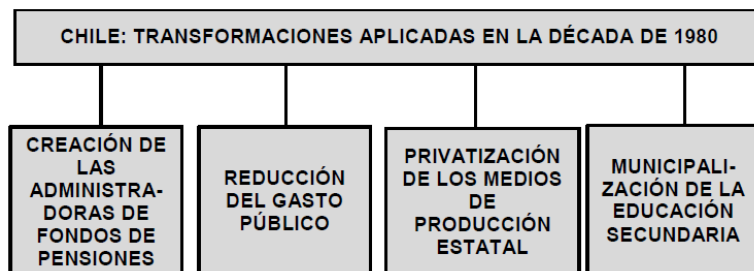 CHILE: TRANSFORMACIONES APLICADAS EN LA DÉCADA DE 1980
CREACIÓN DE
LAS
ADMINISTRA-
DORAS DE
FONDOS DE
PENSIONES
REDUCCIÓN
DEL GASTO
PÚBLICO
PRIVATIZACIÓN
DE LOS MEDIOS
DE
PRODUCCIÓN
ESTATAL
MUNICIPALI-
ZACIÓN DE LA
EDUCACIÓN
SECUNDARIA